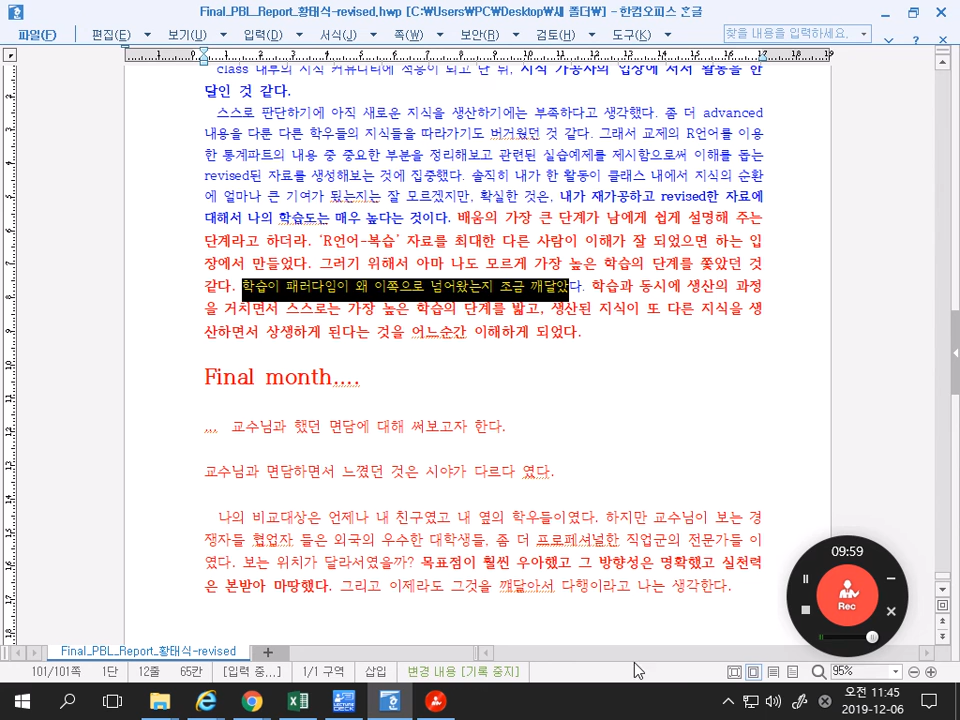 Final_PBL_Report_황태식-revised.hwp [C:₩Users₩PC₩Desktop₩새 폴더₩] - 한컴오피스 한글
파일(F) 편집(E) 보기(U) 입력(D) 서식(J) 쪽(W) 보안(R) 검토(H) 도구(K) 찾을 내용을 입력하세요.
class 내부의 지식 커뮤니티에 적응이 되고 난 뒤, 지식 가공자의 입장에 서서 활동을 한
달인 것 같다.
스스로 판단하기에 아직 새로운 지식을 생산하기에는 부족하다고 생각했다. 좀 더 advanced
내용을 다룬 다른 학우들의 지식들을 따라가기도 버거웠던 것 같다. 그래서 교제의 R언어를 이용
한 통계파트의 내용 중 중요한 부분을 정리해보고 관련된 실습예제를 제시함으로써 이해를 돕는
revised된 자료를 생성해보는 것에 집중했다. 솔직히 내가 한 활동이 클래스 내에서 지식의 순환
에 얼마나 큰 기여가 됬는지는 잘 모르겠지만, 확실한 것은, 내가 재가공하고 revised한 자료에
대해서 나의 학습도는 매우 높다는 것이다. 배움의 가장 큰 단계가 남에게 쉽게 설명해 주는
단계라고 하더라. ‘R언어-복습’ 자료를 최대한 다른 사람이 이해가 잘 되었으면 하는 입
장에서 만들었다. 그러기 위해서 아마 나도 모르게 가장 높은 학습의 단계를 쫓았던 것
같다. 학습이 패러다임이 왜 이쪽으로 넘어왔는지 조금 깨달았다. 학습과 동시에 생산의 과정
을 거치면서 스스로는 가장 높은 학습의 단계를 밟고, 생산된 지식이 또 다른 지식을 생
산하면서 상생하게 된다는 것을 어느순간 이해하게 되었다.
Final month....
... 교수님과 했던 면담에 대해 써보고자 한다.
교수님과 면담하면서 느꼈던 것은 시야가 다르다 였다.
나의 비교대상은 언제나 내 친구였고 내 옆의 학우들이였다. 하지만 교수님이 보는 경
쟁자들 협업자 들은 외국의 우수한 대학생들, 좀 더 프로페셔널한 직업군의 전문가들 이
였다. 보는 위치가 달라서였을까? 목표점이 훨씬 우아했고 그 방향성은 명확했고 실천력
은 본받아 마땅했다. 그리고 이제라도 그것을 깨달아서 다행이라고 나는 생각한다.
09:59
Rec
Final_PBL_Report_황태식-revised
101/101쪽 1단 12줄 65칸 [입력 중...] 1/1 구역 삽입 변경 내용 [기록 중지] 95%
LECTURE CHECK
오전 11:45
2019-12-06